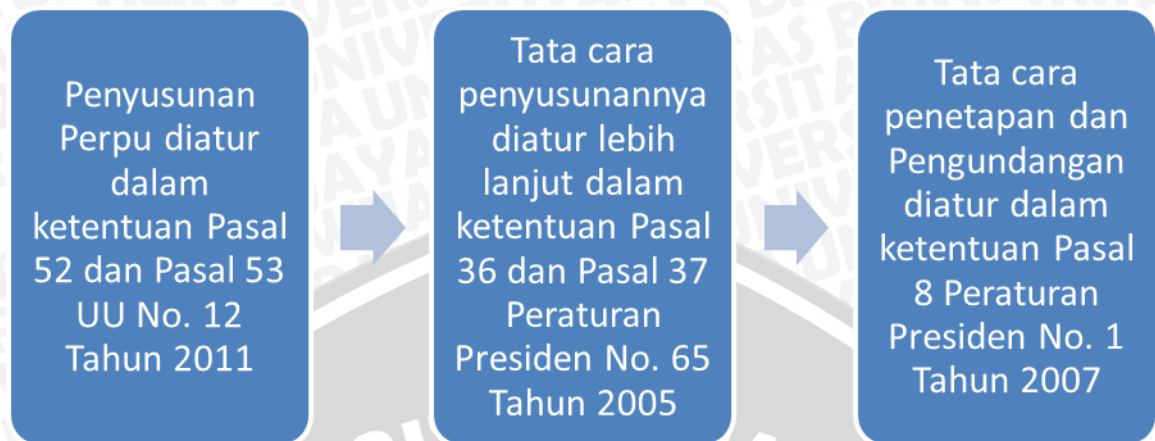 Penyusunan
Perpu diatur
dalam
ketentuan Pasal
52 dan Pasal 53
UU No. 12
Tahun 2011
Tata cara
penyusunannya
diatur lebih
lanjut dalam
ketentuan Pasal
36 dan Pasal 37
Peraturan
Presiden No. 65
Tahun 2005
Tata cara
penetapan dan
Pengundangan
diatur dalam
ketentuan Pasal
8 Peraturan
Presiden No. 1
Tahun 2007